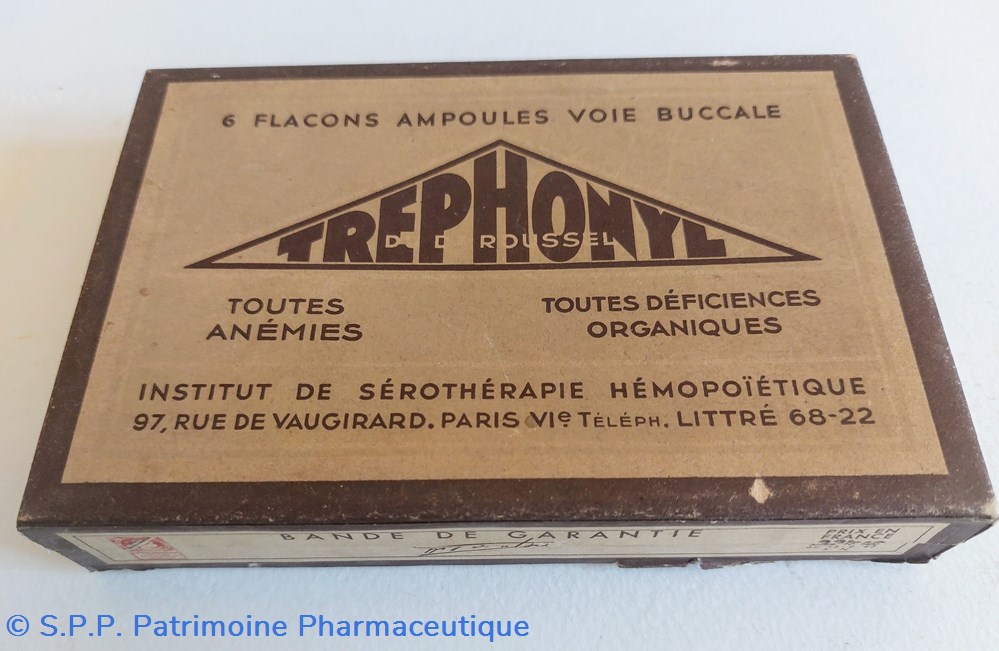 6 FLACONS AMPOULES VOIE BUCCALE
TREPHONYL
D. D. ROUSSEL
TOUTES
ANÉMIES
TOUTES DÉFICIENCES
ORGANIQUES
INSTITUT DE SÉROTHÉRAPIE HÉMOPOÏÉTIQUE
97, RUE DE VAUGIRARD. PARIS VIe TÉLÉPH. LITTRÉ 68-22
BANDE DE GARANTIE
PRIX EN
FRANCE
© S.P.P. Patrimoine Pharmaceutique